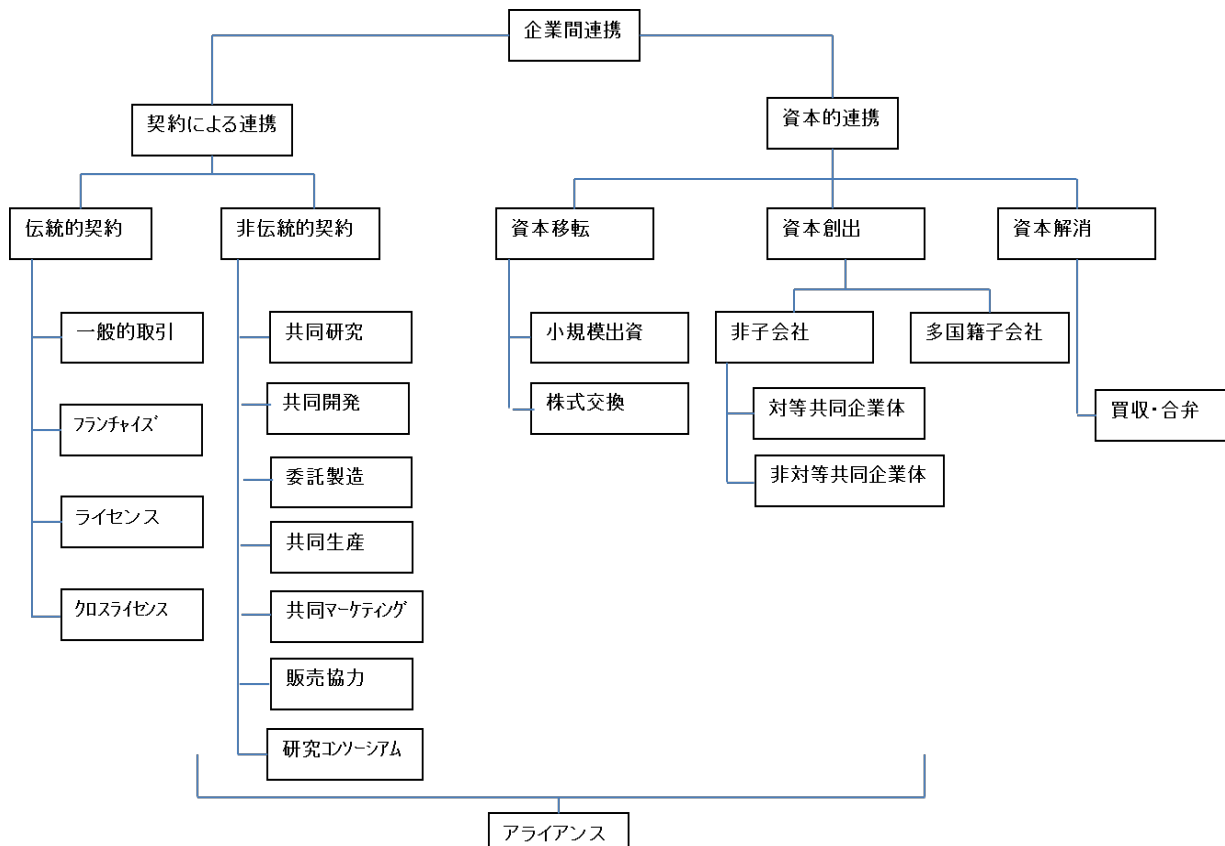 企業間連携
契約による連携
資本的連携
伝統的契約
非伝統的契約
資本移転
資本創出
資本解消
一般的取引
共同研究
小規模出資
非子会社
多国籍子会社
フランチャイズ
共同開発
株式交換
対等共同企業体
買収・合弁
委託製造
非対等共同企業体
ライセンス
共同生産
クロスライセンス
共同マーケティング
販売協力
研究コンソーシアム
アライアンス